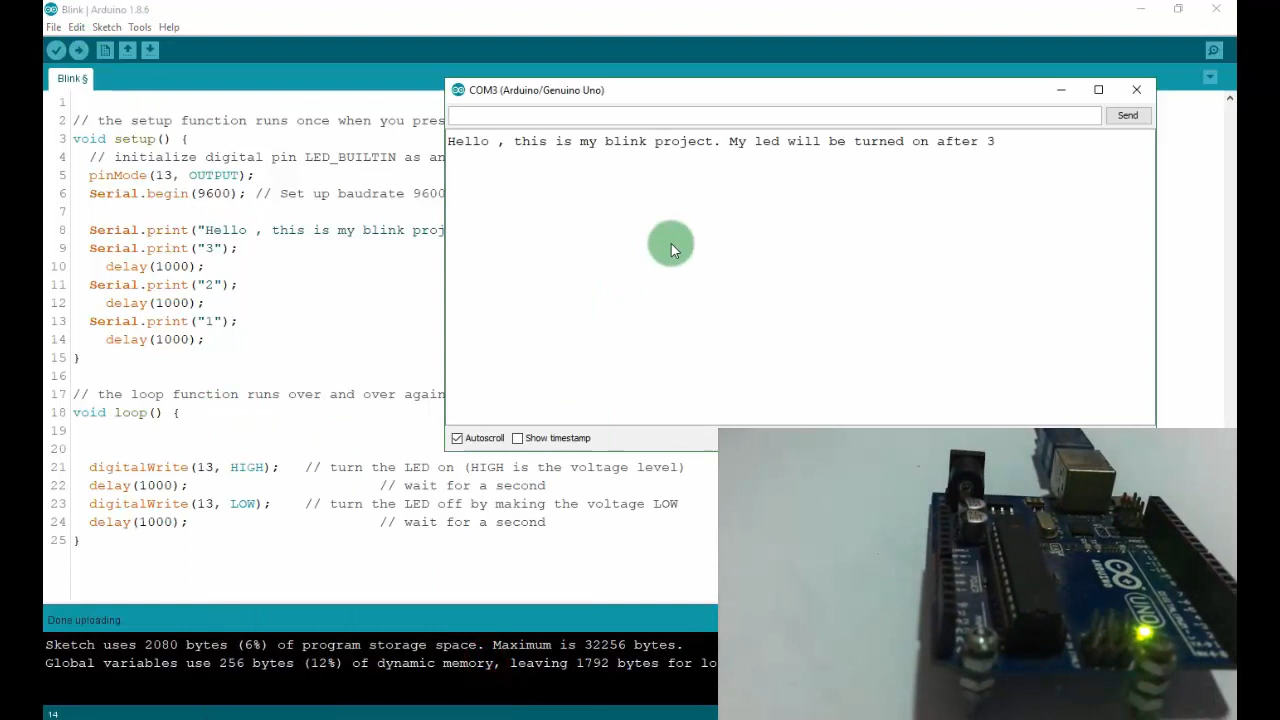 Blink | Arduino 1.8.6
File Edit Sketch Tools Help
Blink §
1
2 // the setup function runs once when you pres
3 void setup() {
4 // initialize digital pin LED_BUILTIN as an
5 pinMode(13, OUTPUT);
6 Serial.begin(9600); // Set up baudrate 9600
7
8 Serial.print("Hello , this is my blink proj
9 Serial.print("3");
10 delay(1000);
11 Serial.print("2");
12 delay(1000);
13 Serial.print("1");
14 delay(1000);
15 }
16
17 // the loop function runs over and over again
18 void loop() {
19
20
21 digitalWrite(13, HIGH); // turn the LED on (HIGH is the voltage level)
22 delay(1000); // wait for a second
23 digitalWrite(13, LOW); // turn the LED off by making the voltage LOW
24 delay(1000); // wait for a second
25 }
COM3 (Arduino/Genuino Uno)
Send
Hello , this is my blink project. My led will be turned on after 3
Autoscroll Show timestamp
Done uploading.
Sketch uses 2080 bytes (6%) of program storage space. Maximum is 32256 bytes.
Global variables use 256 bytes (12%) of dynamic memory, leaving 1792 bytes for lo
14
UNO
ARDUINO